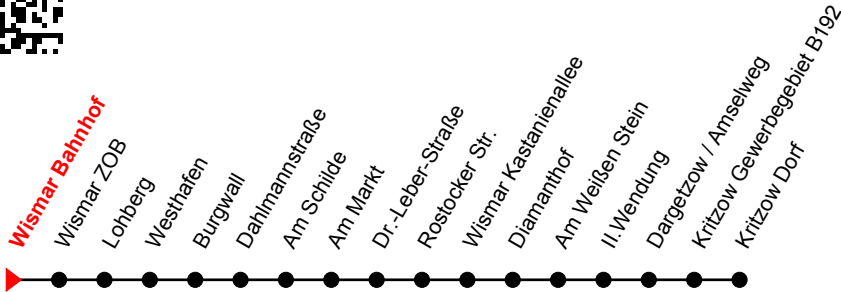 Wismar Bahnhof
Wismar ZOB
Lohberg
Westhafen
Burgwall
Dahlmannstraße
Am Schilde
Am Markt
Dr.-Leber-Straße
Rostocker Str.
Wismar Kastanienallee
Diamanthof
Am Weißen Stein
II.Wendung
Dargetzow / Amselweg
Kritzow Gewerbegebiet B192
Kritzow Dorf